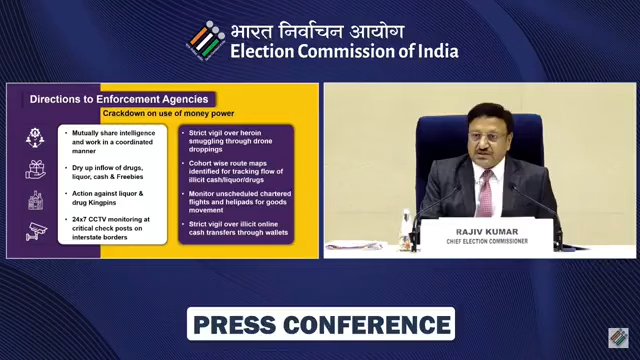 भारत निर्वाचन आयोग
Election Commission of India
Directions to Enforcement Agencies
Crackdown on use of money power
• Mutually share intelligence
and work in a coordinated
manner
• Dry up inflow of drugs,
liquor, cash & Freebies
• Action against liquor &
drug Kingpins
• 24x7 CCTV monitoring at
critical check posts on
interstate borders
• Strict vigil over heroin
smuggling through drone
droppings
• Cohort wise route maps
identified for tracking flow of
illicit cash/liquor/drugs
• Monitor unscheduled chartered
flights and helipads for goods
movement
• Strict vigil over illicit online
cash transfers through wallets
RAJIV KUMAR
CHIEF ELECTION COMMISSIONER
PRESS CONFERENCE